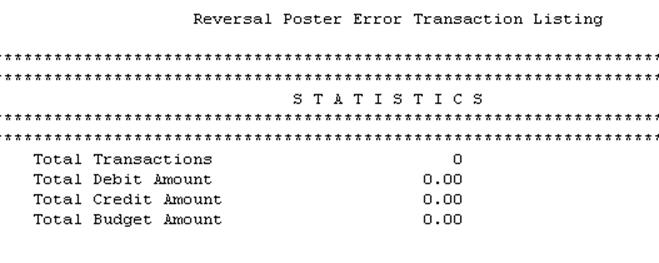 Reversal Poster Error Transaction Listing
*******************************************************************
*******************************************************************
S T A T I S T I C S
*******************************************************************
*******************************************************************
Total Transactions 0
Total Debit Amount 0.00
Total Credit Amount 0.00
Total Budget Amount 0.00